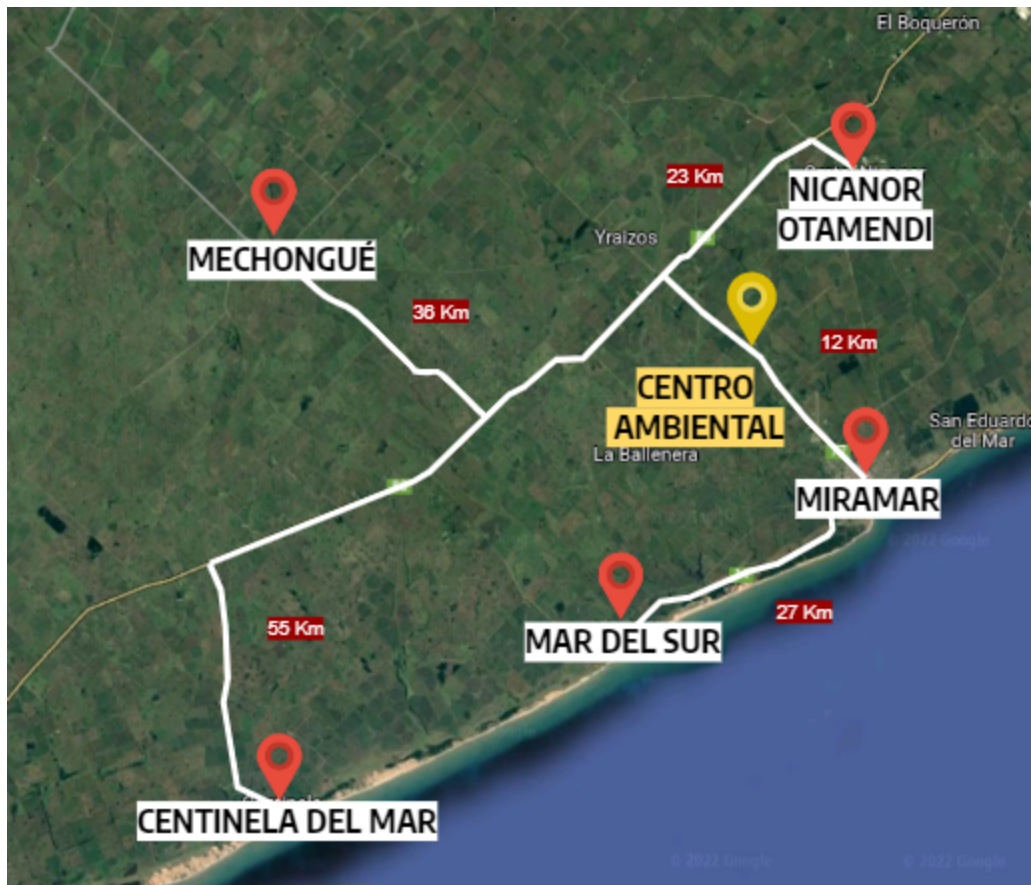 El Boquerón
23 Km
NICANOR
OTAMENDI
Yraizos
MECHONGUÉ
36 Km
12 Km
CENTRO
AMBIENTAL
La Ballenera
San Eduardo
del Mar
MIRAMAR
© 2022 Google
MAR DEL SUR
27 Km
55 Km
CENTINELA DEL MAR
© 2022 Google
© 2022 Google